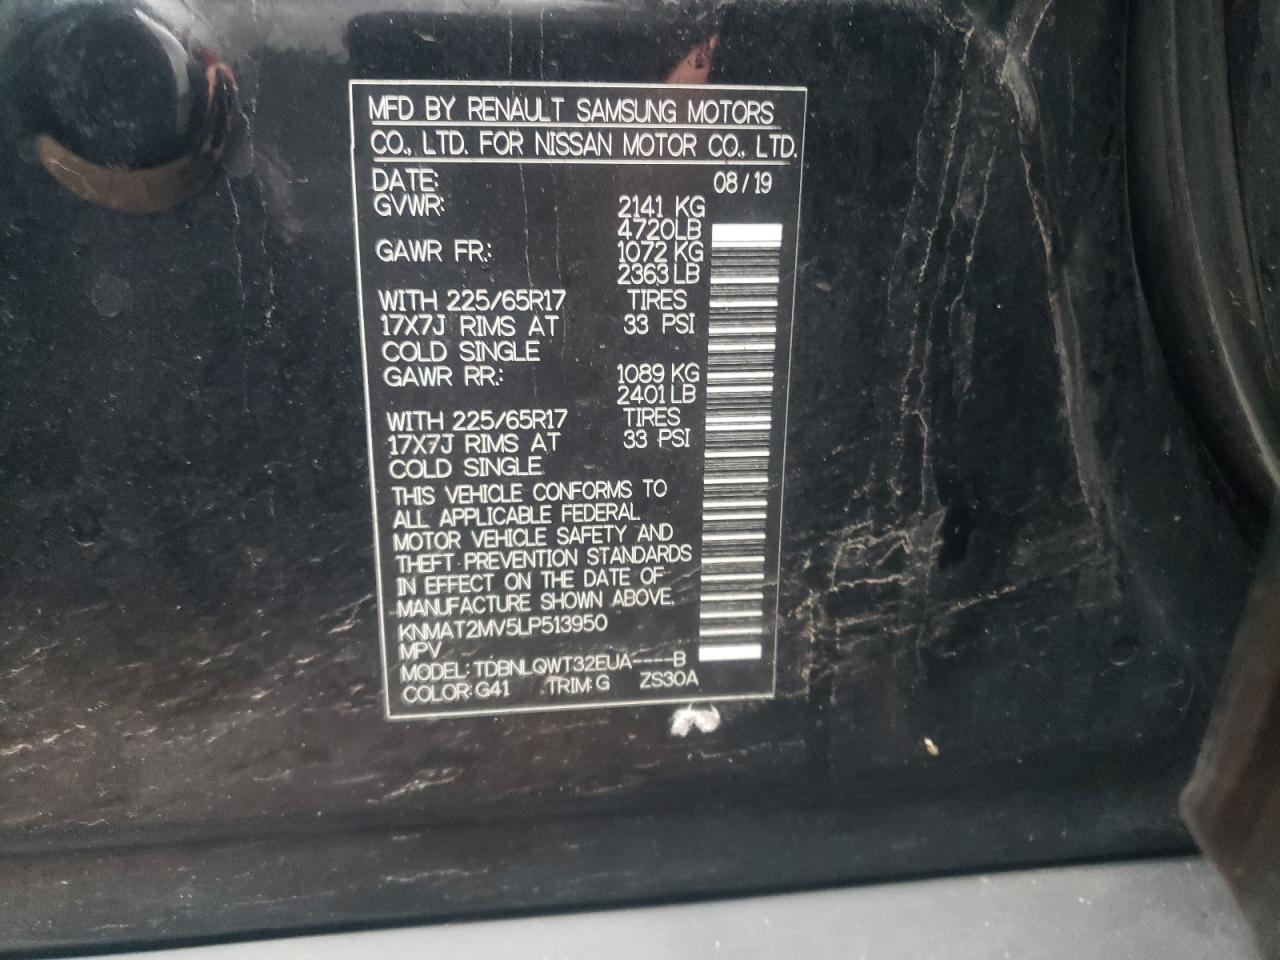 MFD BY RENAULT SAMSUNG MOTORS
CO., LTD. FOR NISSAN MOTOR CO., LTD.
DATE: 08/19
GVWR: 2141 KG
4720LB
GAWR FR.: 1072 KG
2363 LB
WITH 225/65R17 TIRES
17X7J RIMS AT 33 PSI
COLD SINGLE
GAWR RR.: 1089 KG
2401 LB
WITH 225/65R17 TIRES
17X7J RIMS AT 33 PSI
COLD SINGLE
THIS VEHICLE CONFORMS TO
ALL APPLICABLE FEDERAL
MOTOR VEHICLE SAFETY AND
THEFT PREVENTION STANDARDS
IN EFFECT ON THE DATE OF
MANUFACTURE SHOWN ABOVE.
KNMAT2MV5LP513950
MPV
MODEL: TDBNLQWT32EUA----B
COLOR: G41 TRIM: G ZS30A